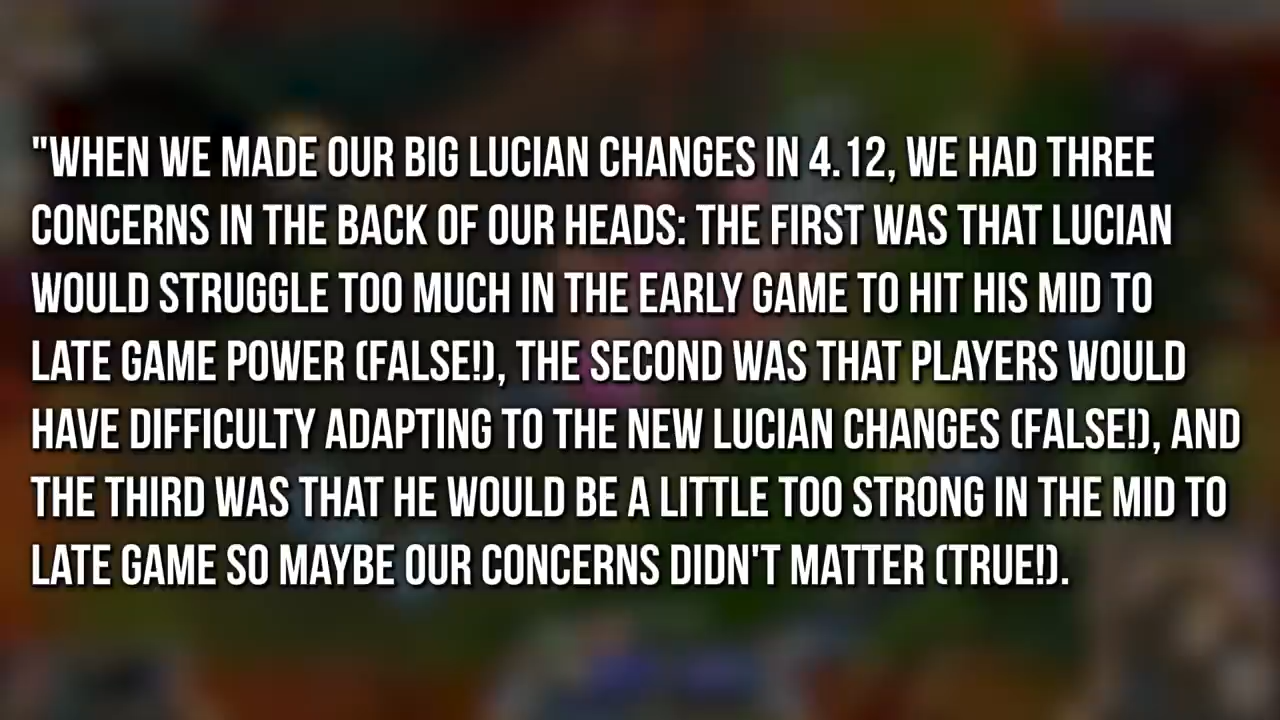 "WHEN WE MADE OUR BIG LUCIAN CHANGES IN 4.12, WE HAD THREE
CONCERNS IN THE BACK OF OUR HEADS: THE FIRST WAS THAT LUCIAN
WOULD STRUGGLE TOO MUCH IN THE EARLY GAME TO HIT HIS MID TO
LATE GAME POWER (FALSE!), THE SECOND WAS THAT PLAYERS WOULD
HAVE DIFFICULTY ADAPTING TO THE NEW LUCIAN CHANGES (FALSE!), AND
THE THIRD WAS THAT HE WOULD BE A LITTLE TOO STRONG IN THE MID TO
LATE GAME SO MAYBE OUR CONCERNS DIDN'T MATTER (TRUE!).